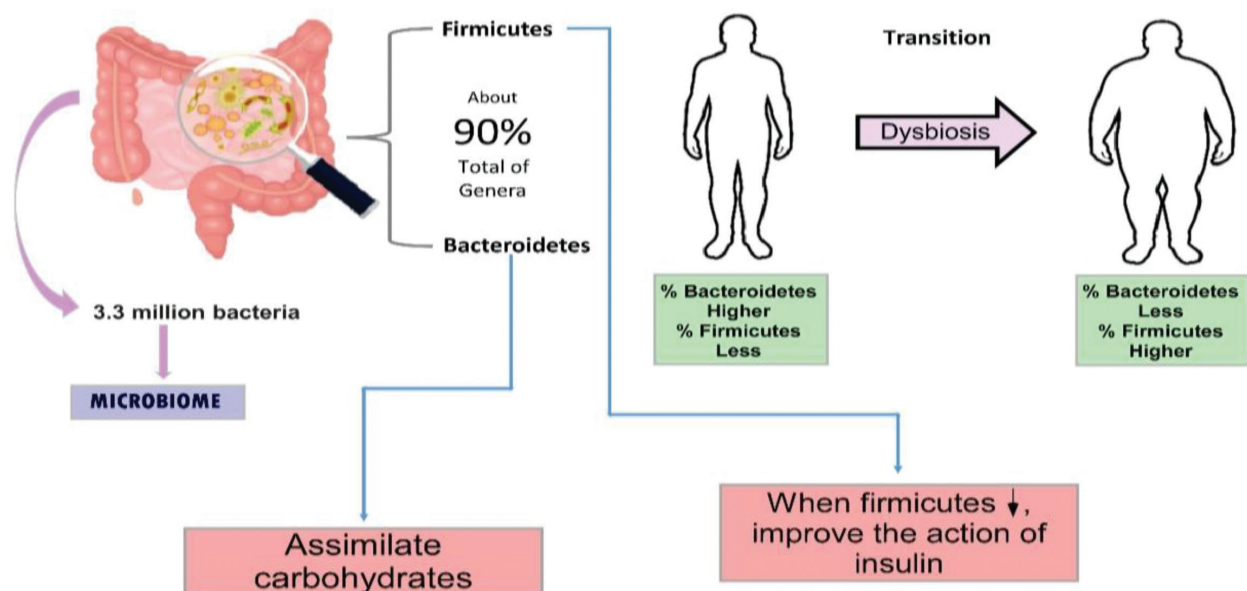 Firmicutes
About
90%
Total of
Genera
Bacteroidetes
3.3 million bacteria
MICROBIOME
Transition
Dysbiosis
% Bacteroidetes
Higher
% Firmicutes
Less
% Bacteroidetes
Less
% Firmicutes
Higher
Assimilate
carbohydrates
When firmicutes ↓,
improve the action of
insulin